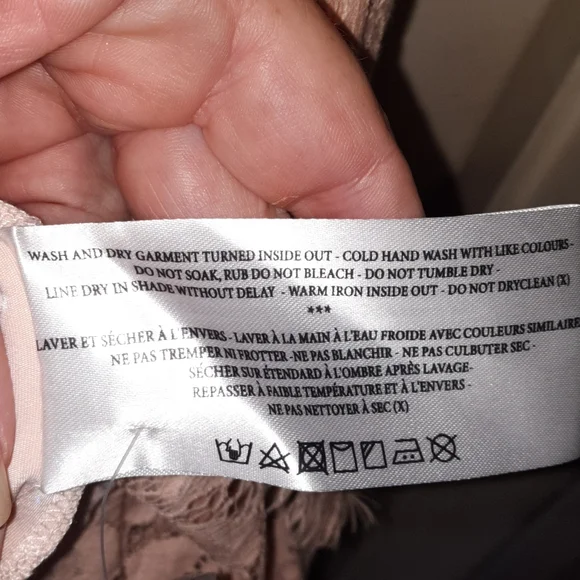 WASH AND DRY GARMENT TURNED INSIDE OUT - COLD HAND WASH WITH LIKE COLOURS -
DO NOT SOAK, RUB DO NOT BLEACH - DO NOT TUMBLE DRY -
LINE DRY IN SHADE WITHOUT DELAY - WARM IRON INSIDE OUT - DO NOT DRYCLEAN (X)
***
LAVER ET SÉCHER À L'ENVERS - LAVER À LA MAIN À L'EAU FROIDE AVEC COULEURS SIMILAIRE
NE PAS TREMPER NI FROTTER - NE PAS BLANCHIR - NE PAS CULBUTER SEC -
SÉCHER SUR ÉTENDARD À L'OMBRE APRÈS LAVAGE -
REPASSER À FAIBLE TEMPÉRATURE ET À L'ENVERS -
NE PAS NETTOYER À SEC (X)